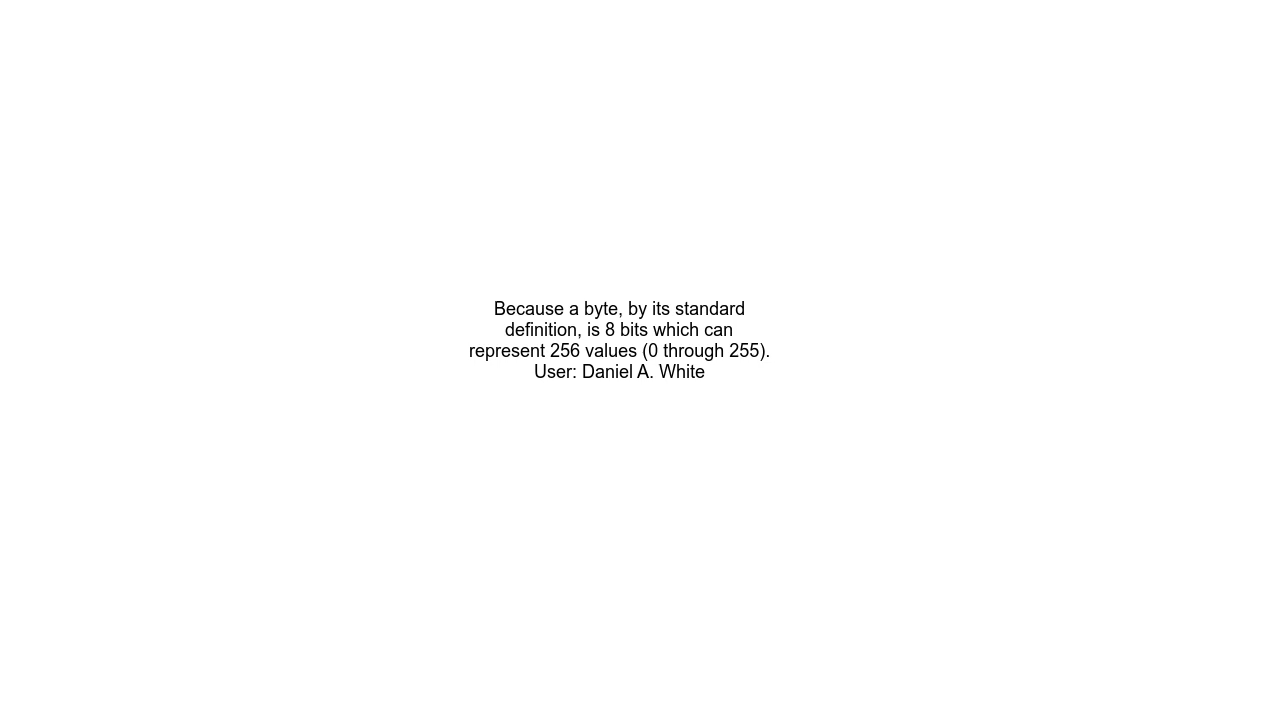 Because a byte, by its standard
definition, is 8 bits which can
represent 256 values (0 through 255).
User: Daniel A. White